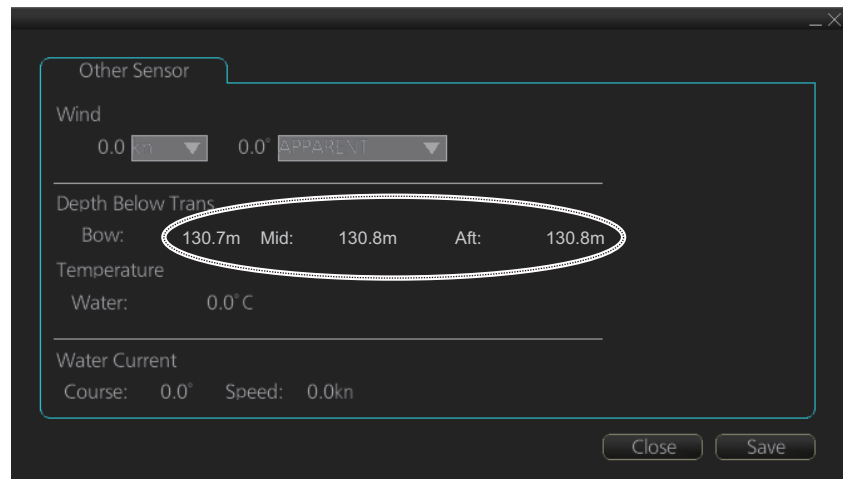 Other Sensor
Wind
0.0 kn 0.0° APPARENT
Depth Below Trans
Bow: 130.7m Mid: 130.8m Aft: 130.8m
Temperature
Water: 0.0°C
Water Current
Course: 0.0° Speed: 0.0kn
Close Save